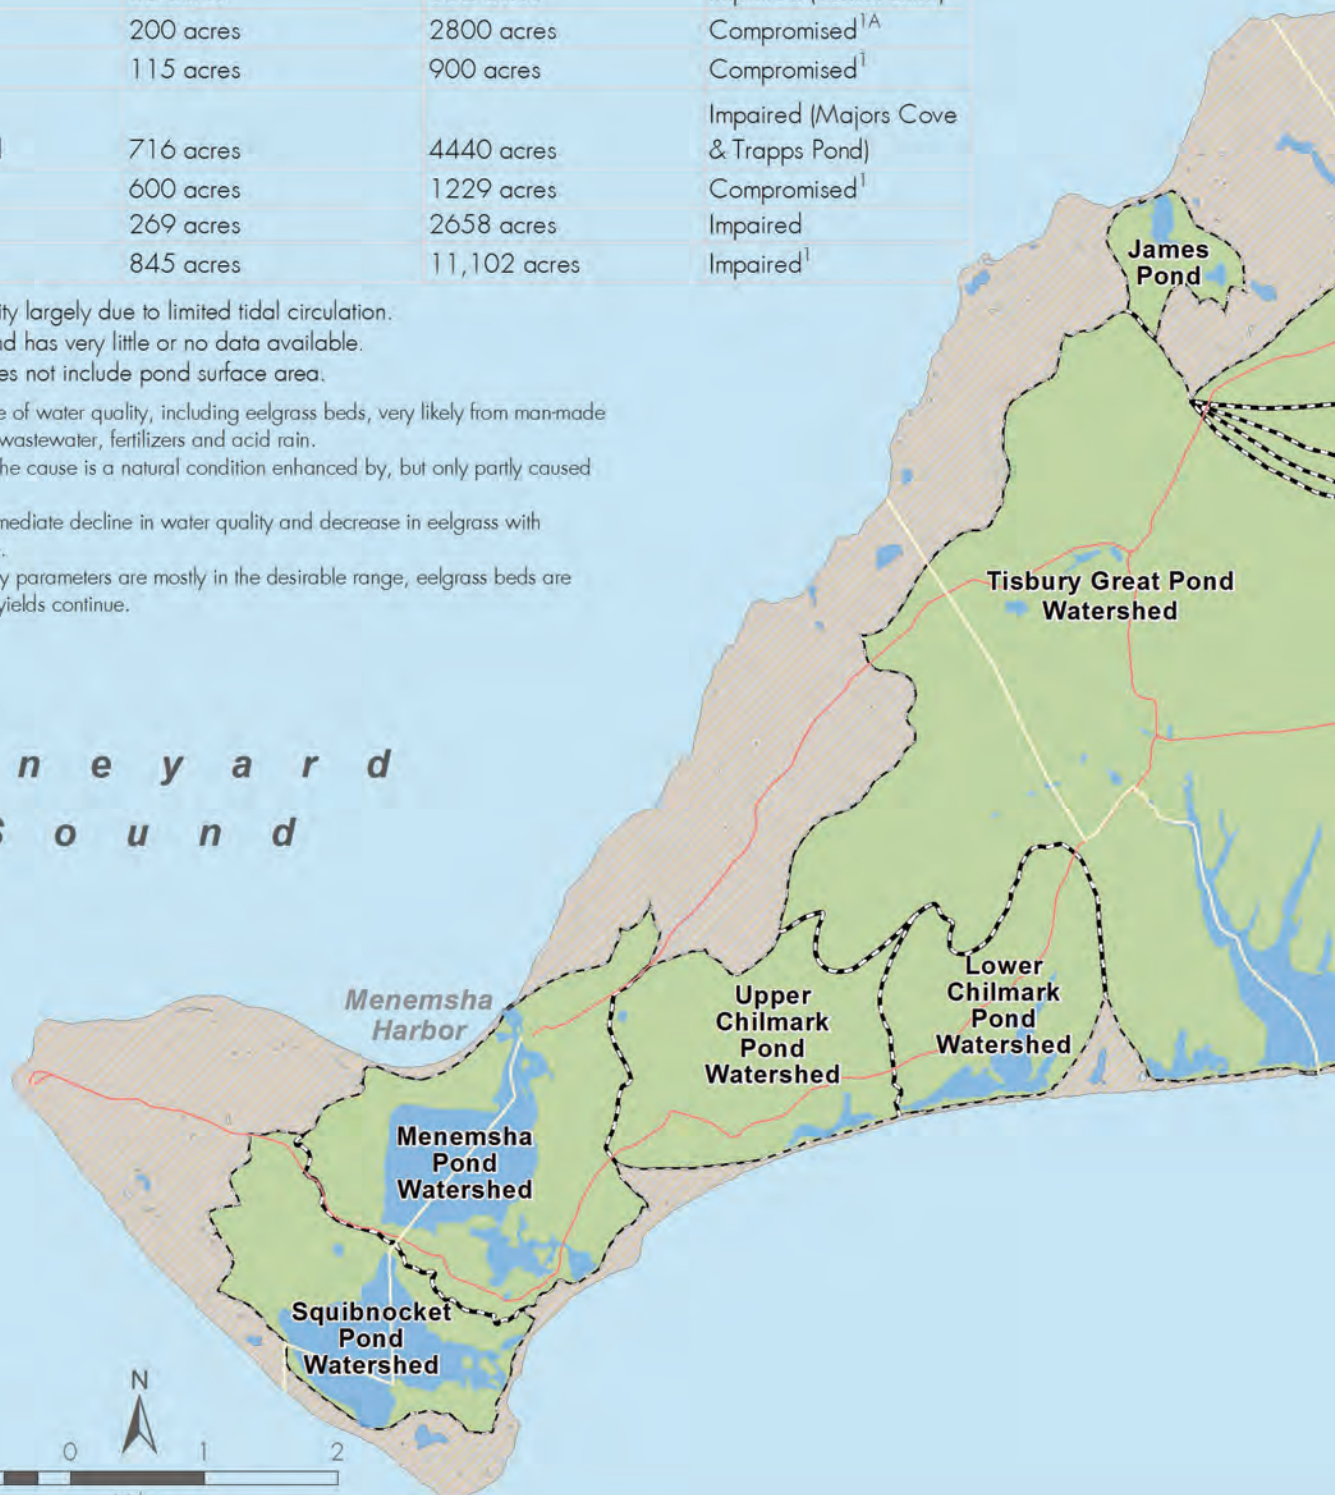 200 acres 2800 acres Compromised1A
115 acres 900 acres Compromised1
Impaired (Majors Cove
716 acres 4440 acres & Trapps Pond)
600 acres 1229 acres Compromised1
269 acres 2658 acres Impaired
845 acres 11,102 acres Impaired1
ity largely due to limited tidal circulation.
nd has very little or no data available.
es not include pond surface area.
e of water quality, including eelgrass beds, very likely from man-made
wastewater, fertilizers and acid rain.
he cause is a natural condition enhanced by, but only partly caused
mediate decline in water quality and decrease in eelgrass with
y parameters are mostly in the desirable range, eelgrass beds are
yields continue.
James
Pond
Tisbury Great Pond
Watershed
n e y a r d
S o u n d
Menemsha
Harbor
Upper
Chilmark
Pond
Watershed
Lower
Chilmark
Pond
Watershed
Menemsha
Pond
Watershed
Squibnocket
Pond
Watershed
N
0 1 2